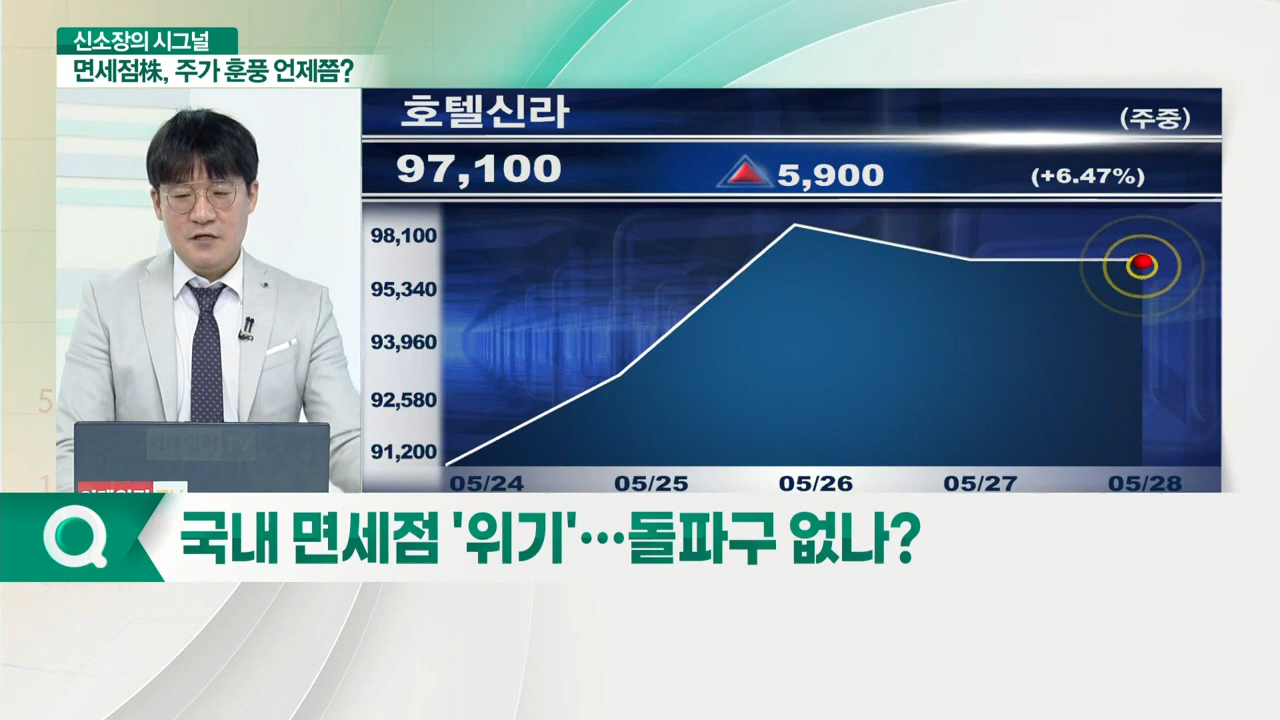 신소장의 시그널
면세점株, 주가 훈풍 언제쯤?
호텔신라
(주중)
97,100
5,900
(+6.47%)
98,100
95,340
93,960
92,580
91,200
05/24 05/25 05/26 05/27 05/28
국내 면세점 '위기'…돌파구 없나?